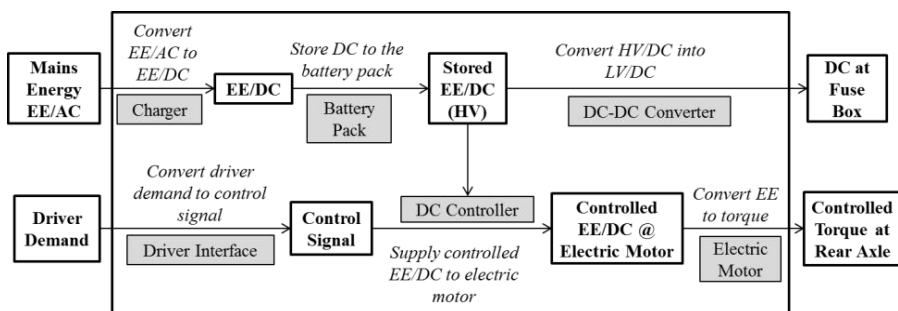 Convert
EE/AC to
EE/DC
Store DC to the
battery pack
Convert HV/DC into
LV/DC
Mains
Energy
EE/AC
EE/DC
Stored
EE/DC
(HV)
DC at
Fuse
Box
Charger
Battery
Pack
DC-DC Converter
Convert driver
demand to control
signal
Convert EE
to torque
Driver
Demand
Control
Signal
DC Controller
Controlled
EE/DC @
Electric Motor
Controlled
Torque at
Rear Axle
Driver Interface
Supply controlled
EE/DC to electric
motor
Electric
Motor